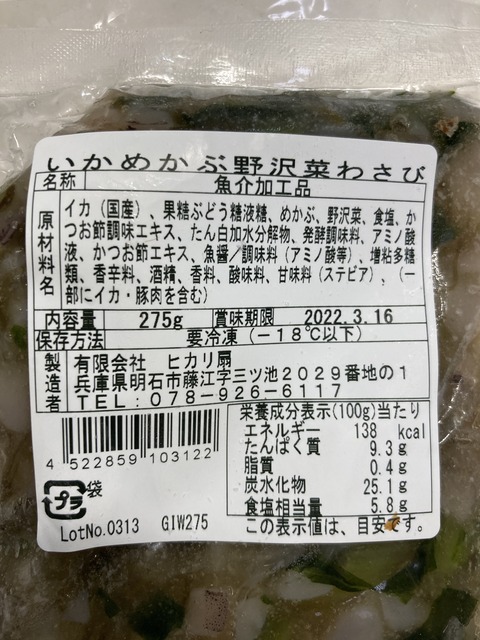 いかめかぶ野沢菜わさび
名称 魚介加工品
原材料名
イカ（国産）、果糖ぶどう糖液糖、めかぶ、野沢菜、食塩、か
つお節調味エキス、たん白加水分解物、発酵調味料、アミノ酸
液、かつお節エキス、魚醤／調味料（アミノ酸等）、増粘多糖
類、香辛料、酒精、香料、酸味料、甘味料（ステビア）、（一
部にイカ・豚肉を含む）
内容量 275g 賞味期限 2022.3.16
保存方法 要冷凍（－18℃以下）
製造者
有限会社 ヒカリ屋
兵庫県明石市藤江字三ツ池2029番地の1
TEL：078-926-6117
栄養成分表示(100g)当たり
エネルギー 138 kcal
たんぱく質 9.3g
脂質 0.4g
炭水化物 25.1g
食塩相当量 5.8g
この表示値は、目安です。
4 522859 103122
プラ 袋
LotNo.0313 GIW275